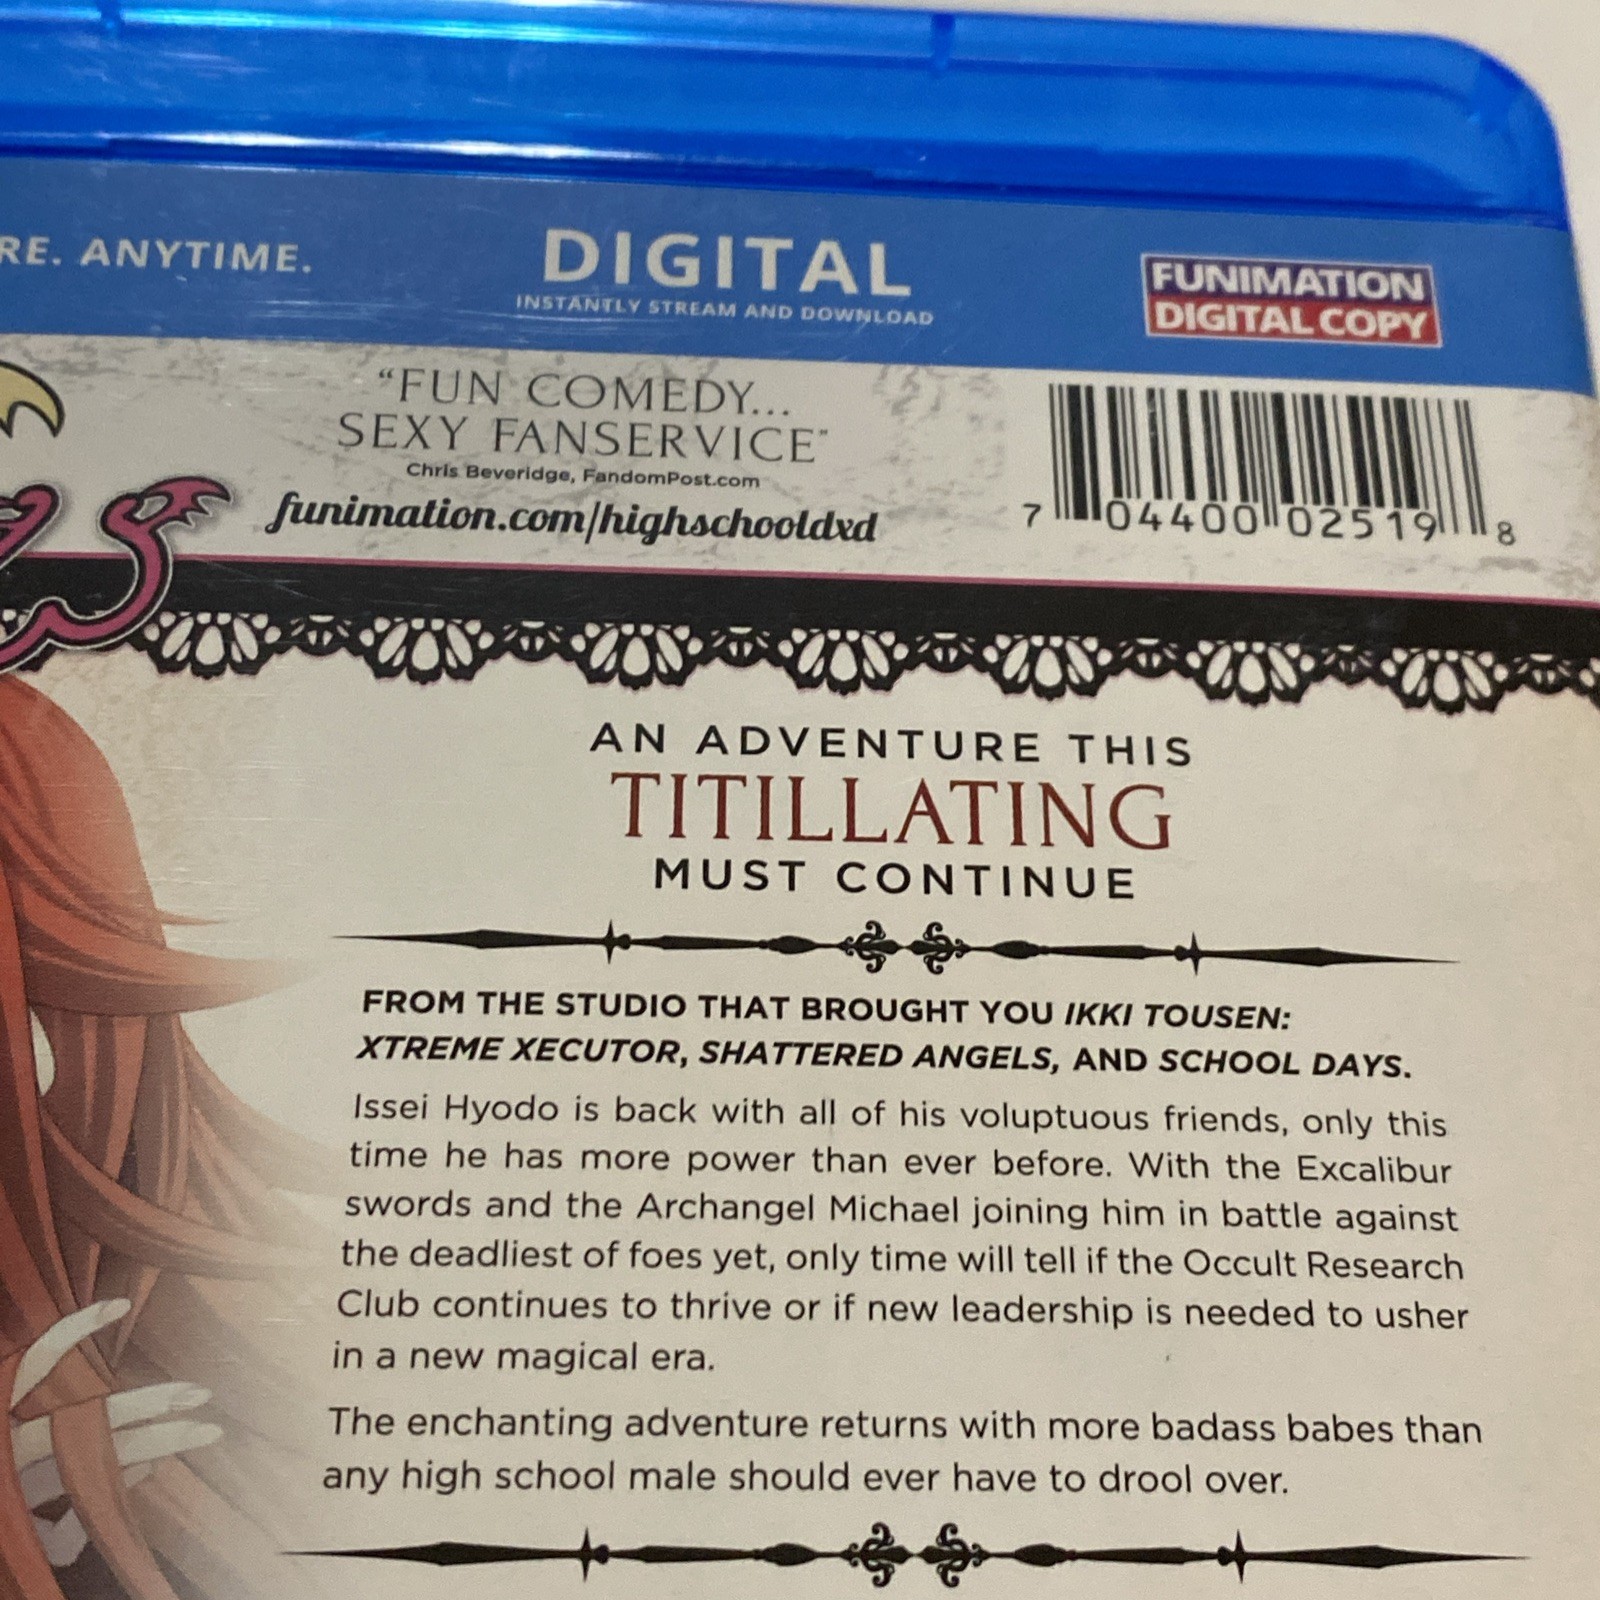 RE. ANYTIME.
DIGITAL
INSTANTLY STREAM AND DOWNLOAD
FUNIMATION
DIGITAL COPY
“FUN COMEDY...
SEXY FANSERVICE”
Chris Beveridge, FandomPost.com
funimation.com/highschooldxd
7 04400 02519 8
AN ADVENTURE THIS
TITILLATING
MUST CONTINUE
FROM THE STUDIO THAT BROUGHT YOU IKKI TOUSEN:
XTREME XECUTOR, SHATTERED ANGELS, AND SCHOOL DAYS.
Issei Hyodo is back with all of his voluptuous friends, only this
time he has more power than ever before. With the Excalibur
swords and the Archangel Michael joining him in battle against
the deadliest of foes yet, only time will tell if the Occult Research
Club continues to thrive or if new leadership is needed to usher
in a new magical era.
The enchanting adventure returns with more badass babes than
any high school male should ever have to drool over.